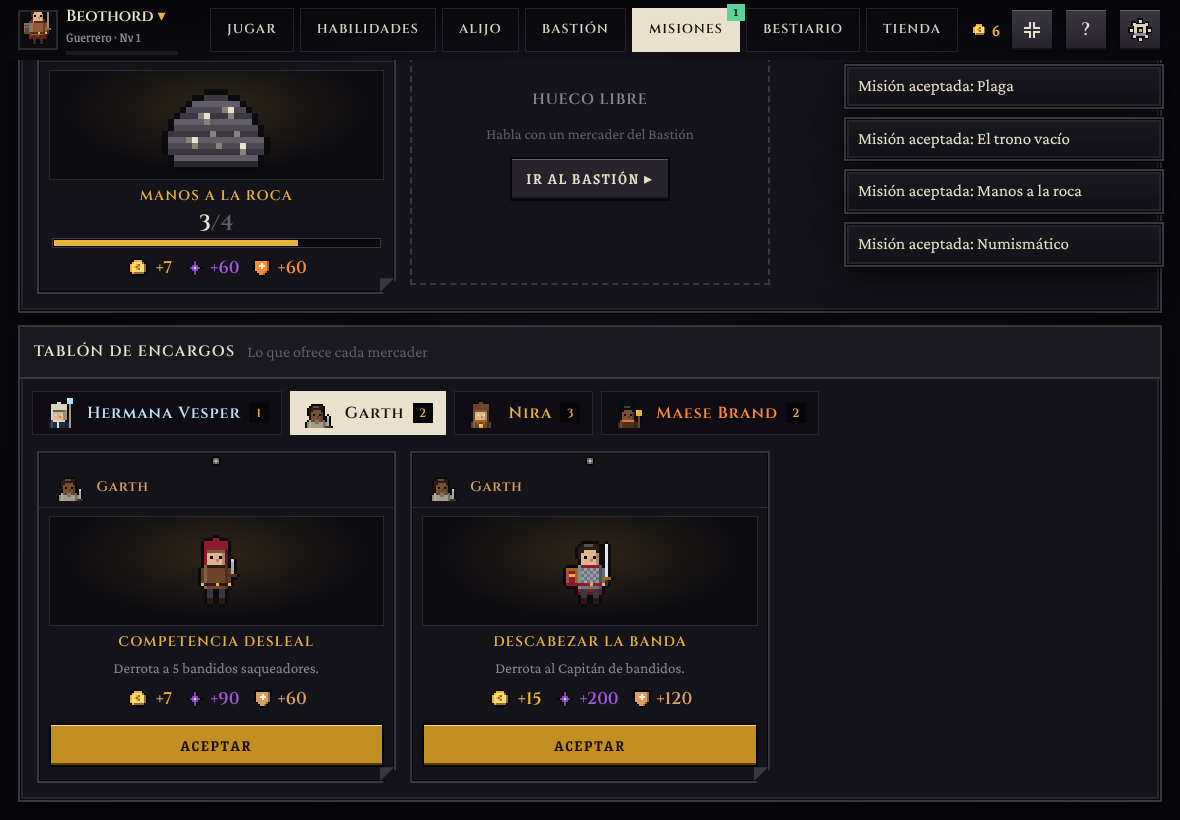 BEOTHORD ▾
Guerrero · Nv 1
JUGAR
HABILIDADES
ALIJO
BASTIÓN
MISIONES
1
BESTIARIO
TIENDA
6
?
MANOS A LA ROCA
3/4
+7 +60 +60
HUECO LIBRE
Habla con un mercader del Bastión
IR AL BASTIÓN ▸
Misión aceptada: Plaga
Misión aceptada: El trono vacío
Misión aceptada: Manos a la roca
Misión aceptada: Numismático
TABLÓN DE ENCARGOS Lo que ofrece cada mercader
HERMANA VESPER 1
GARTH 2
NIRA 3
MAESE BRAND 2
GARTH
COMPETENCIA DESLEAL
Derrota a 5 bandidos saqueadores.
+7 +90 +60
ACEPTAR
GARTH
DESCABEZAR LA BANDA
Derrota al Capitán de bandidos.
+15 +200 +120
ACEPTAR